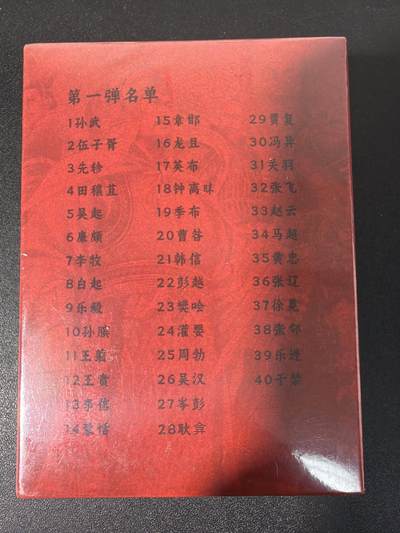 第一弹名单
1孙武
2伍子胥
3先轸
4田穰苴
5吴起
6廉颇
7李牧
8白起
9乐毅
10孙膑
11王翦
12王贲
13李信
14蒙恬
15章邯
16龙且
17英布
18钟离昧
19季布
20曹咎
21韩信
22彭越
23樊哙
24灌婴
25周勃
26吴汉
27岑彭
28耿弇
29贾复
30冯异
31关羽
32张飞
33赵云
34马超
35黄忠
36张辽
37徐晃
38张郃
39乐进
40于禁